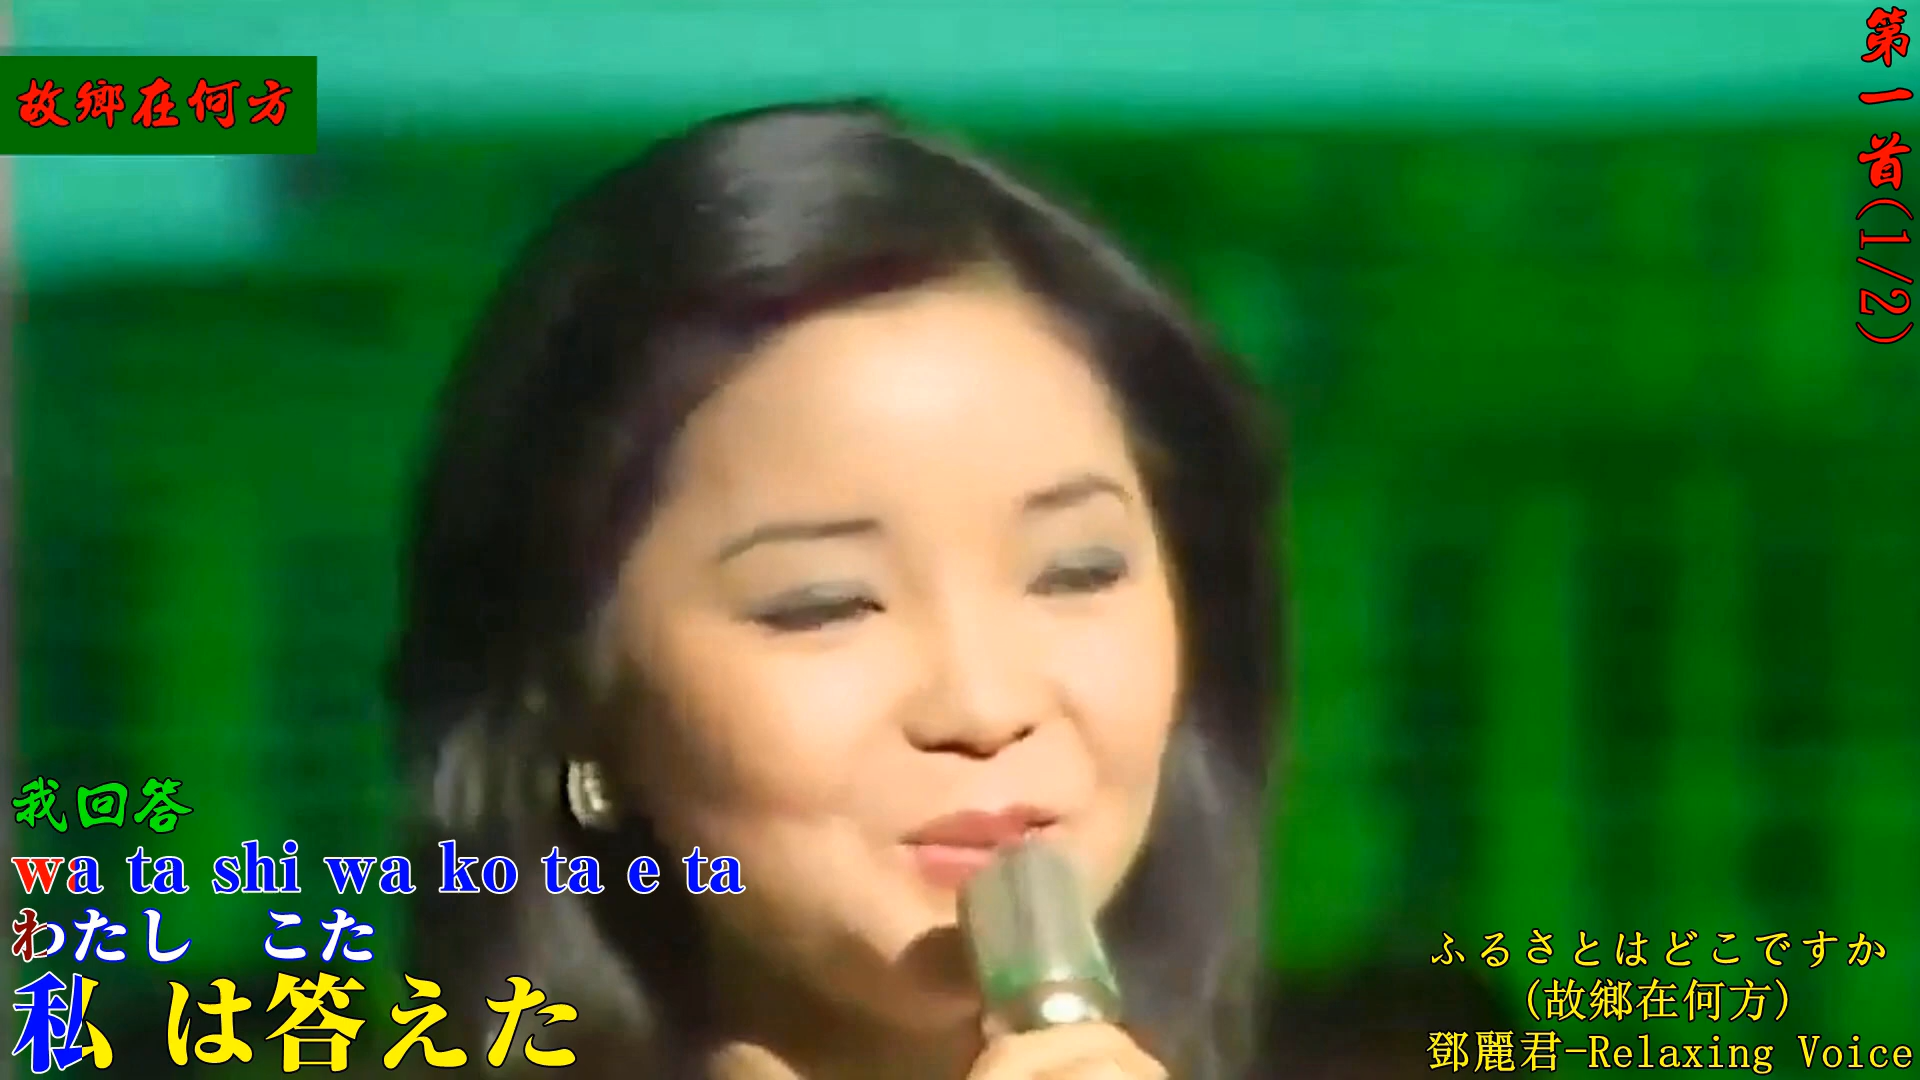 故鄉在何方
第一首(1/2)
我回答
wa ta shi wa ko ta e ta
わたし　こた
私 は答えた
ふるさとはどこですか
(故鄉在何方)
鄧麗君-Relaxing Voice